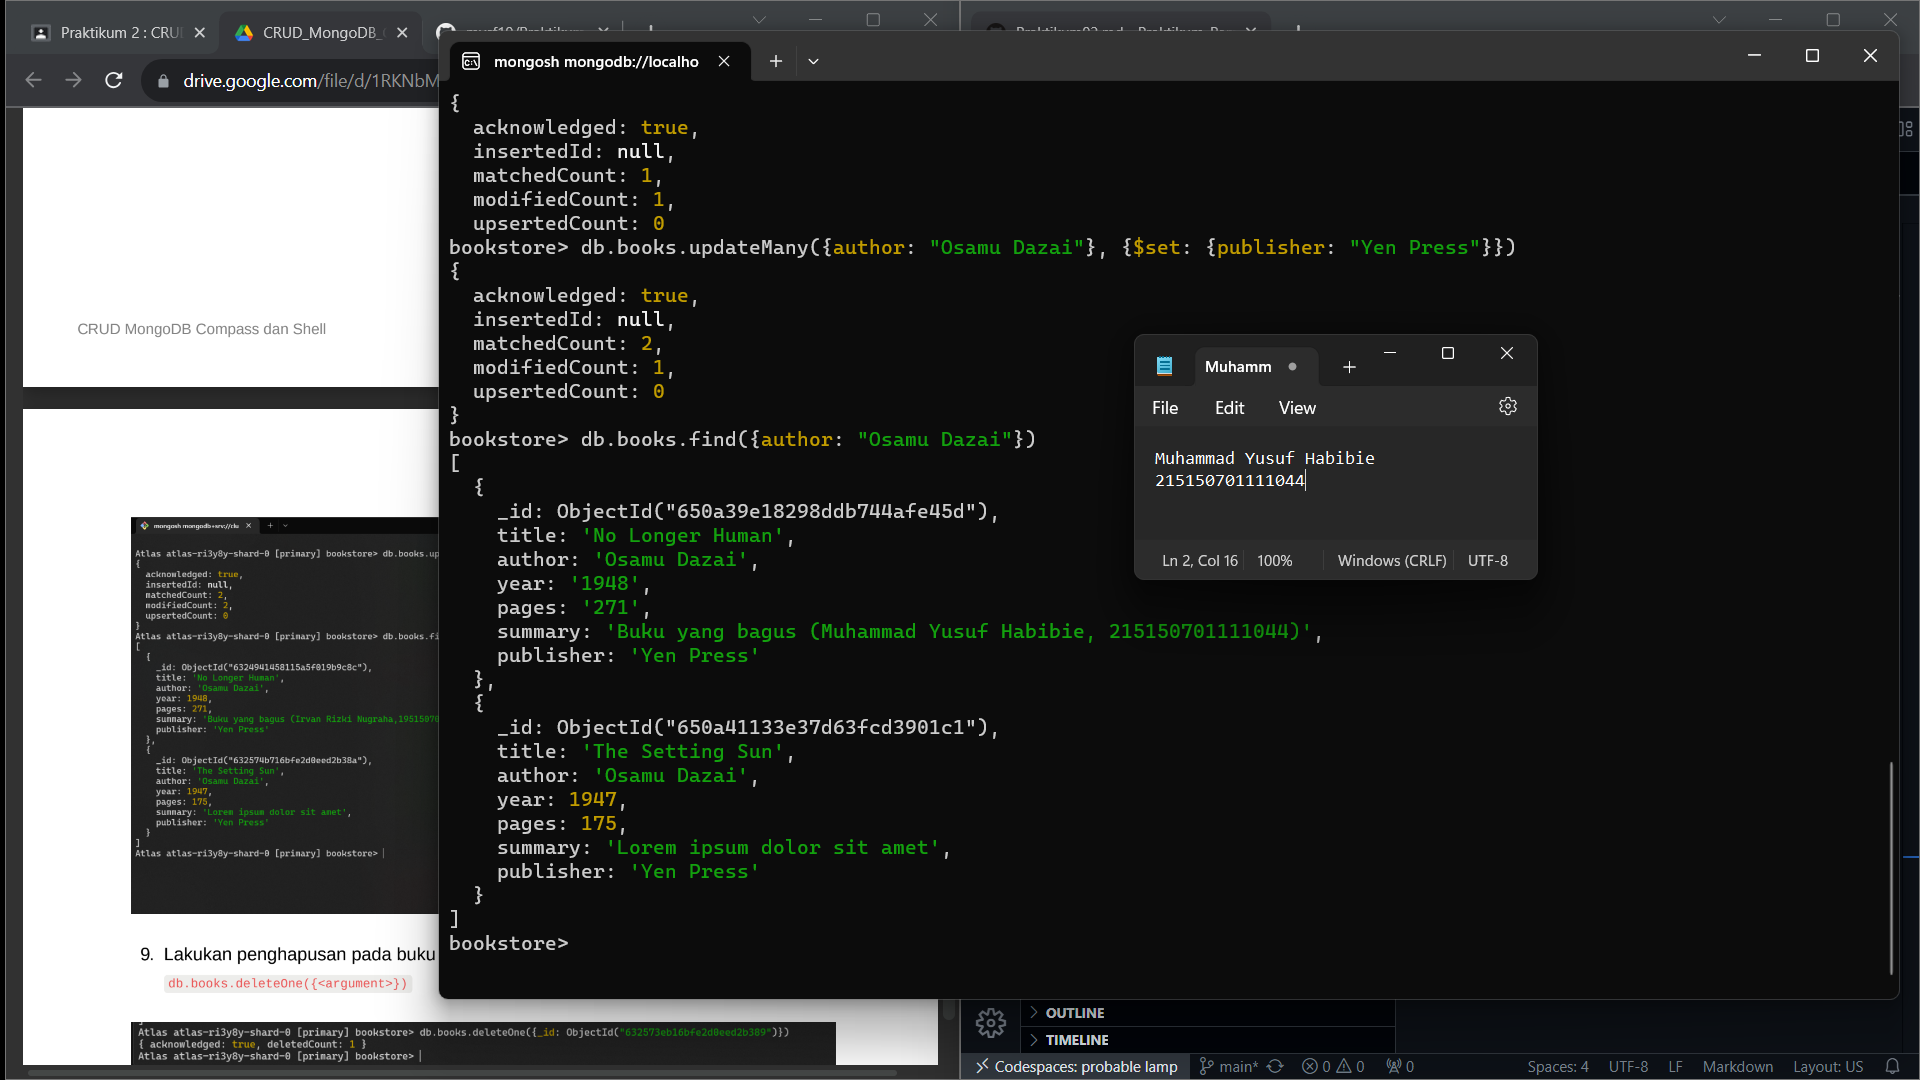 Praktikum 2 : CRU
CRUD_MongoDB_
drive.google.com/file/d/1RKNbM
CRUD MongoDB Compass dan Shell
mongosh mongodb+srv://clu
Atlas atlas-ri3y8y-shard-0 [primary] bookstore> db.books.up
{
acknowledged: true,
insertedId: null,
matchedCount: 2,
modifiedCount: 2,
upsertedCount: 0
}
Atlas atlas-ri3y8y-shard-0 [primary] bookstore> db.books.fi
[
{
_id: ObjectId("6324941458115a5f019b9c8c"),
title: 'No Longer Human',
author: 'Osamu Dazai',
year: 1948,
pages: 271,
summary: 'Buku yang bagus (Irvan Rizki Nugraha,19515070
publisher: 'Yen Press'
},
{
_id: ObjectId("632574b716bfe2d0eed2b38a"),
title: 'The Setting Sun',
author: 'Osamu Dazai',
year: 1947,
pages: 175,
summary: 'Lorem ipsum dolor sit amet',
publisher: 'Yen Press'
}
]
Atlas atlas-ri3y8y-shard-0 [primary] bookstore>
9. Lakukan penghapusan pada buku
db.books.deleteOne({<argument>})
Atlas atlas-ri3y8y-shard-0 [primary] bookstore> db.books.deleteOne({_id: ObjectId("632573eb16bfe2d0eed2b389")})
{ acknowledged: true, deletedCount: 1 }
Atlas atlas-ri3y8y-shard-0 [primary] bookstore>
mongosh mongodb://localho
{
acknowledged: true,
insertedId: null,
matchedCount: 1,
modifiedCount: 1,
upsertedCount: 0
bookstore> db.books.updateMany({author: "Osamu Dazai"}, {$set: {publisher: "Yen Press"}})
{
acknowledged: true,
insertedId: null,
matchedCount: 2,
modifiedCount: 1,
upsertedCount: 0
}
bookstore> db.books.find({author: "Osamu Dazai"})
[
{
_id: ObjectId("650a39e18298ddb744afe45d"),
title: 'No Longer Human',
author: 'Osamu Dazai',
year: '1948',
pages: '271',
summary: 'Buku yang bagus (Muhammad Yusuf Habibie, 215150701111044)',
publisher: 'Yen Press'
},
{
_id: ObjectId("650a41133e37d63fcd3901c1"),
title: 'The Setting Sun',
author: 'Osamu Dazai',
year: 1947,
pages: 175,
summary: 'Lorem ipsum dolor sit amet',
publisher: 'Yen Press'
}
]
bookstore>
Muhamm
File Edit View
Muhammad Yusuf Habibie
215150701111044
Ln 2, Col 16 100% Windows (CRLF) UTF-8
OUTLINE
TIMELINE
Codespaces: probable lamp main* 0 0 0 Spaces: 4 UTF-8 LF Markdown Layout: US